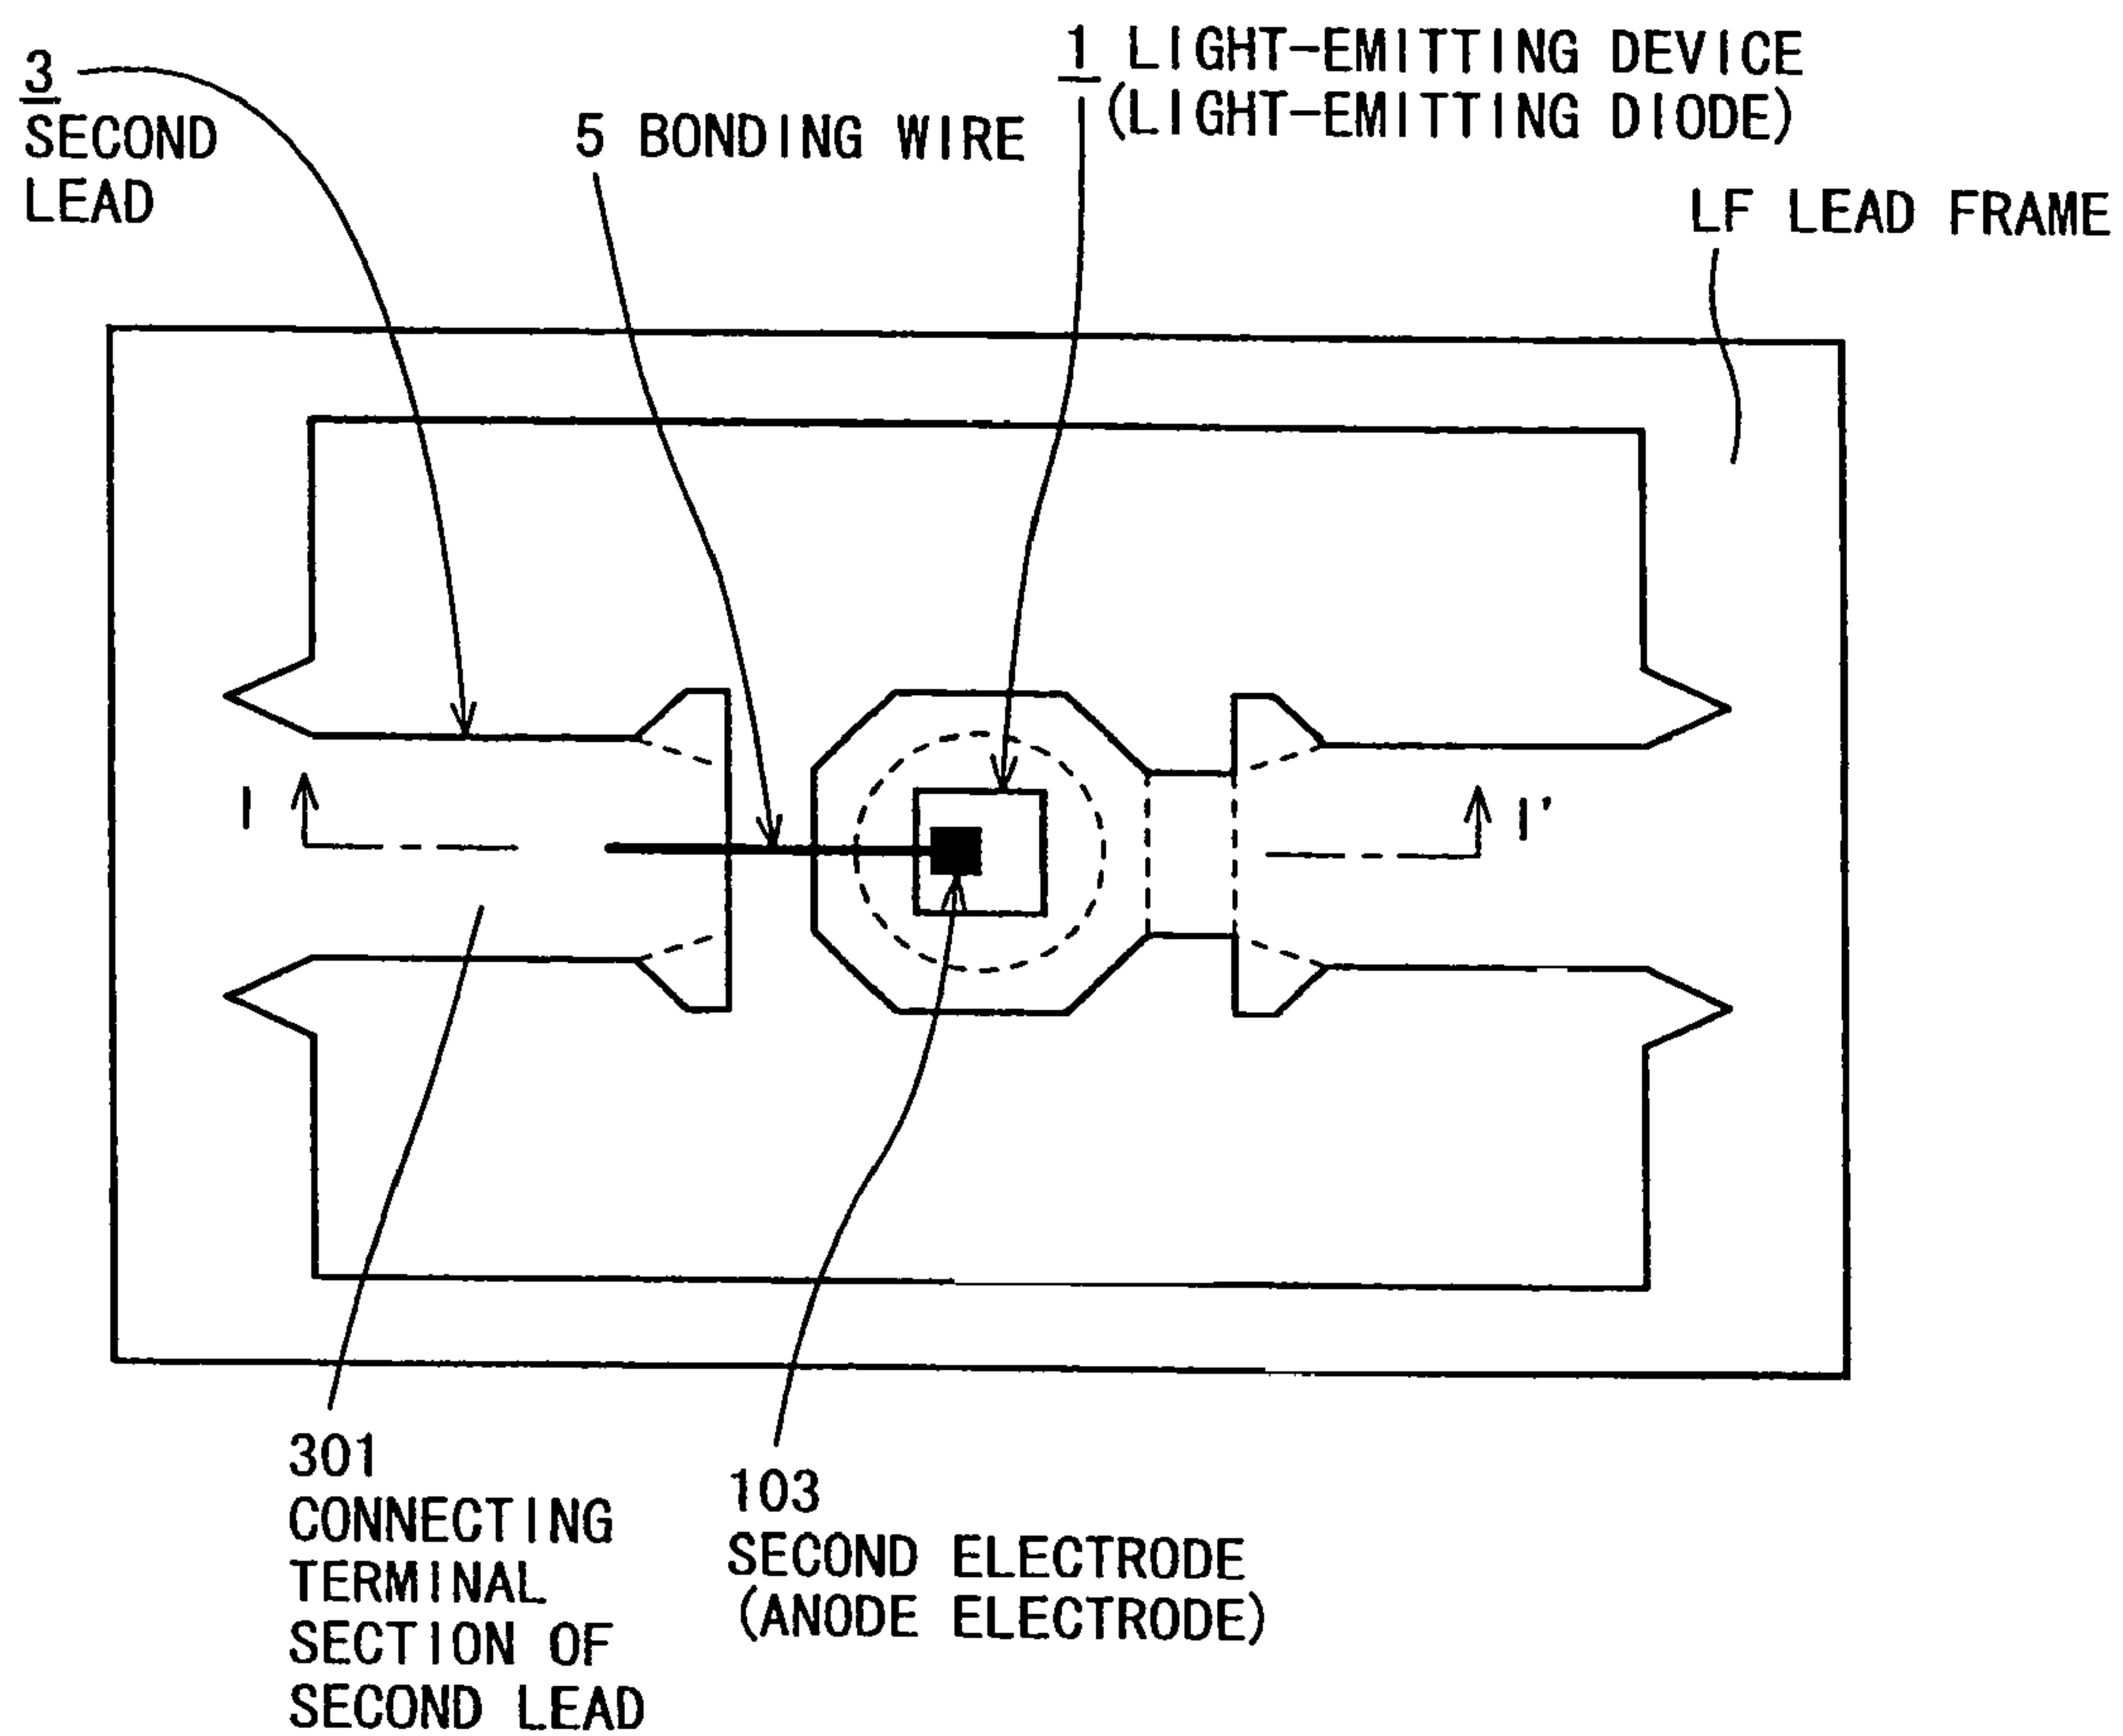 1 LIGHT-EMITTING DEVICE
(LIGHT-EMITTING DIODE)
3
SECOND
LEAD
5 BONDING WIRE
LF LEAD FRAME
I
I'
301
CONNECTING
TERMINAL
SECTION OF
SECOND LEAD
103
SECOND ELECTRODE
(ANODE ELECTRODE)